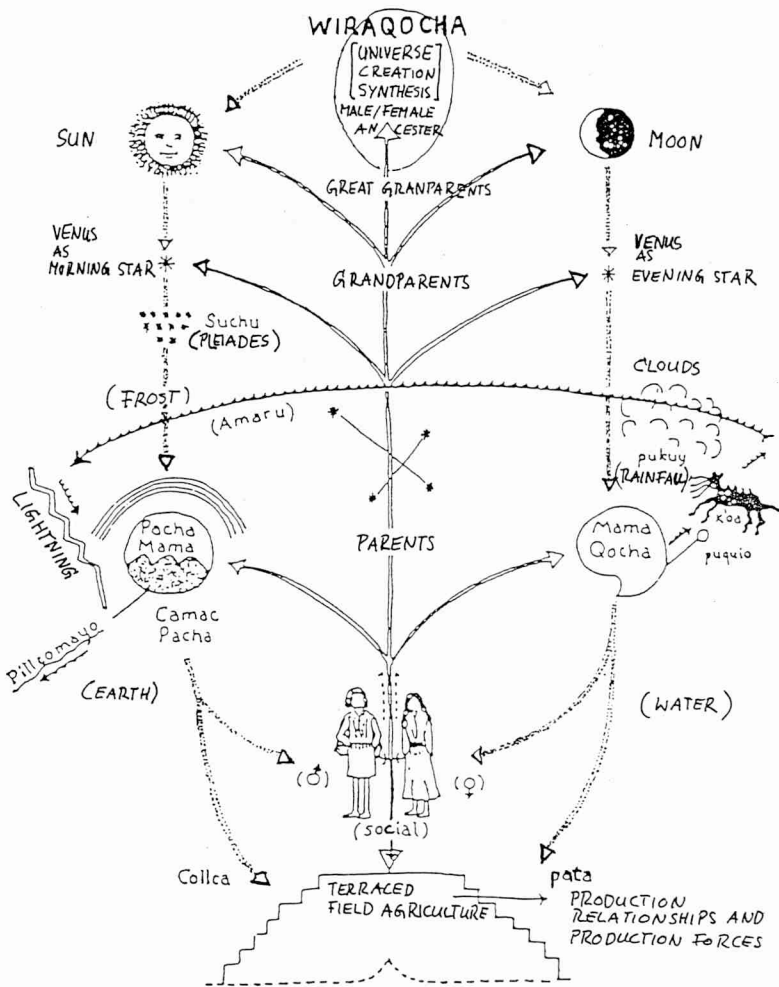 WIRAQOCHA
[UNIVERSE
CREATION
SYNTHESIS]
MALE/FEMALE
ANCESTER
SUN
MOON
GREAT GRANPARENTS
VENUS
AS
MORNING STAR
GRANDPARENTS
VENUS
AS
EVENING STAR
Suchu
(PLEIADES)
CLOUDS
(FROST)
(Amaru)
pukuy
(RAINFALL)
LIGHTNING
k'oa
Pacha
Mama
PARENTS
Mama
Qocha
puquio
Camac
Pacha
Pillcomayo
(EARTH)
(WATER)
(♂)
(♀)
(social)
Collca
pata
TERRACED
FIELD AGRICULTURE
PRODUCTION
RELATIONSHIPS AND
PRODUCTION FORCES